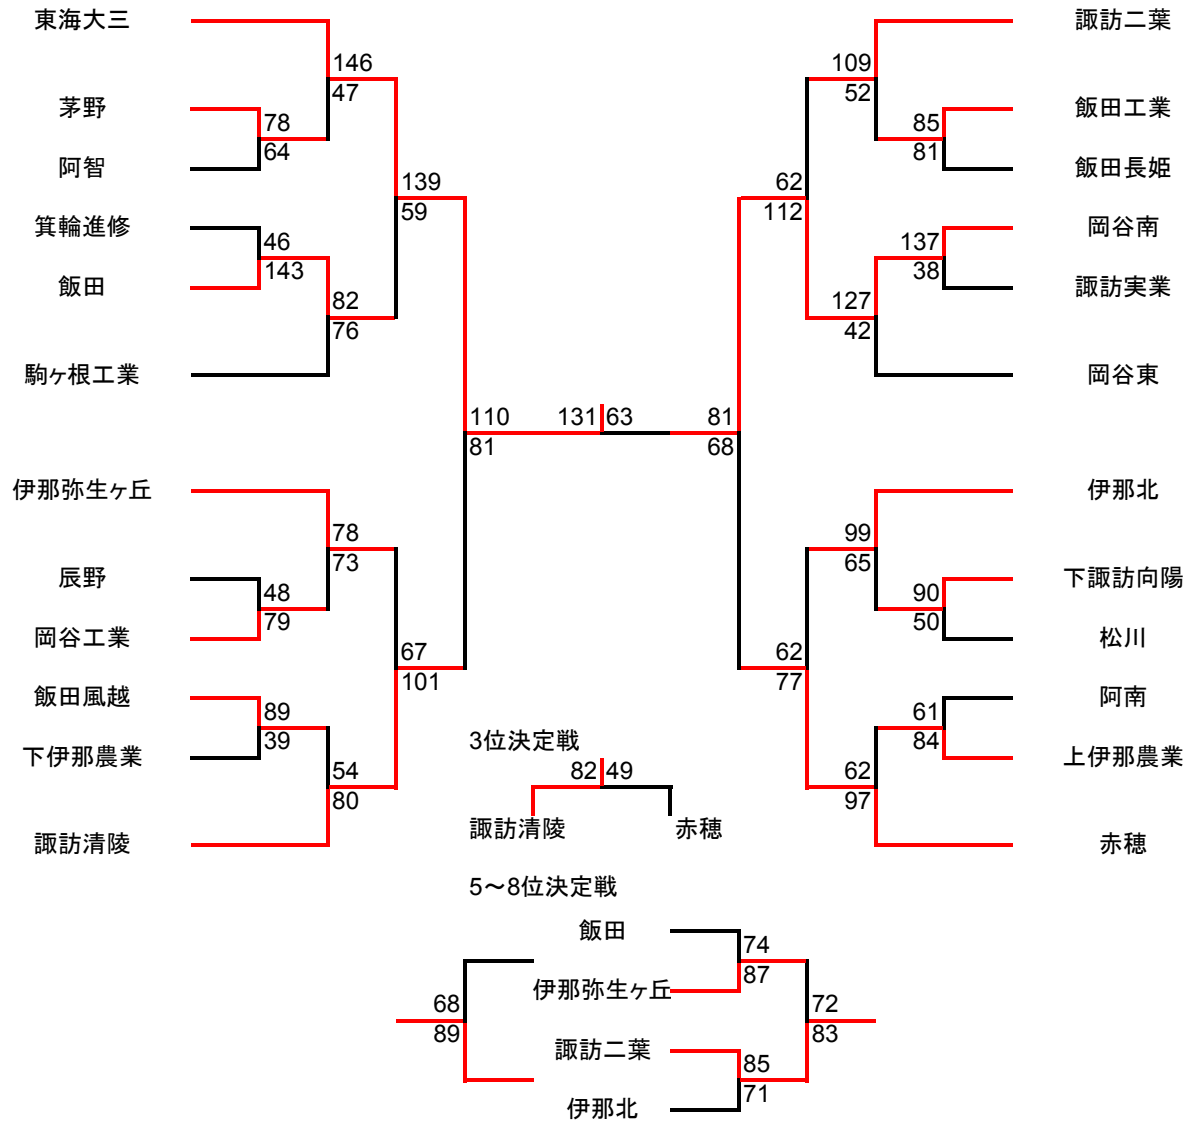 東海大三
146
47
茅野
78
64
阿智
139
59
箕輪進修
46
143
飯田
82
76
駒ヶ根工業
110
81
131 63
伊那弥生ヶ丘
78
73
辰野
48
79
岡谷工業
67
101
飯田風越
89
39
下伊那農業
54
80
諏訪清陵
諏訪二葉
109
52
飯田工業
85
81
飯田長姫
62
112
岡谷南
137
38
諏訪実業
127
42
岡谷東
81
68
伊那北
99
65
下諏訪向陽
90
50
松川
62
77
阿南
61
84
上伊那農業
62
97
赤穂
3位決定戦
82 49
諏訪清陵 赤穂
5~8位決定戦
飯田
74
87
伊那弥生ヶ丘
68
89
72
83
諏訪二葉
85
71
伊那北